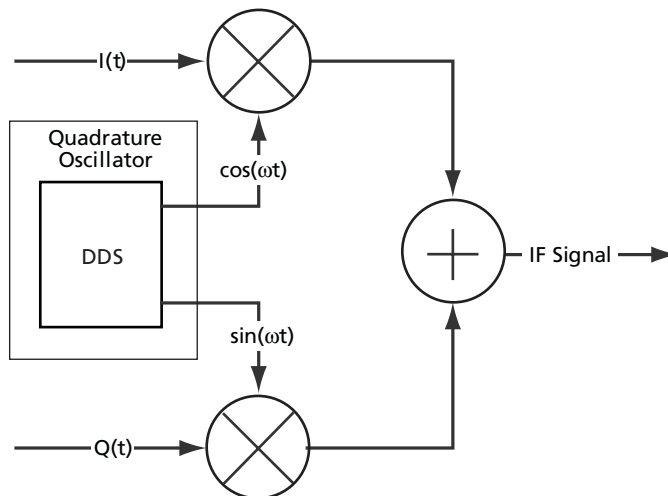 I(t)
Quadrature
Oscillator
cos(ωt)
DDS
IF Signal
sin(ωt)
Q(t)